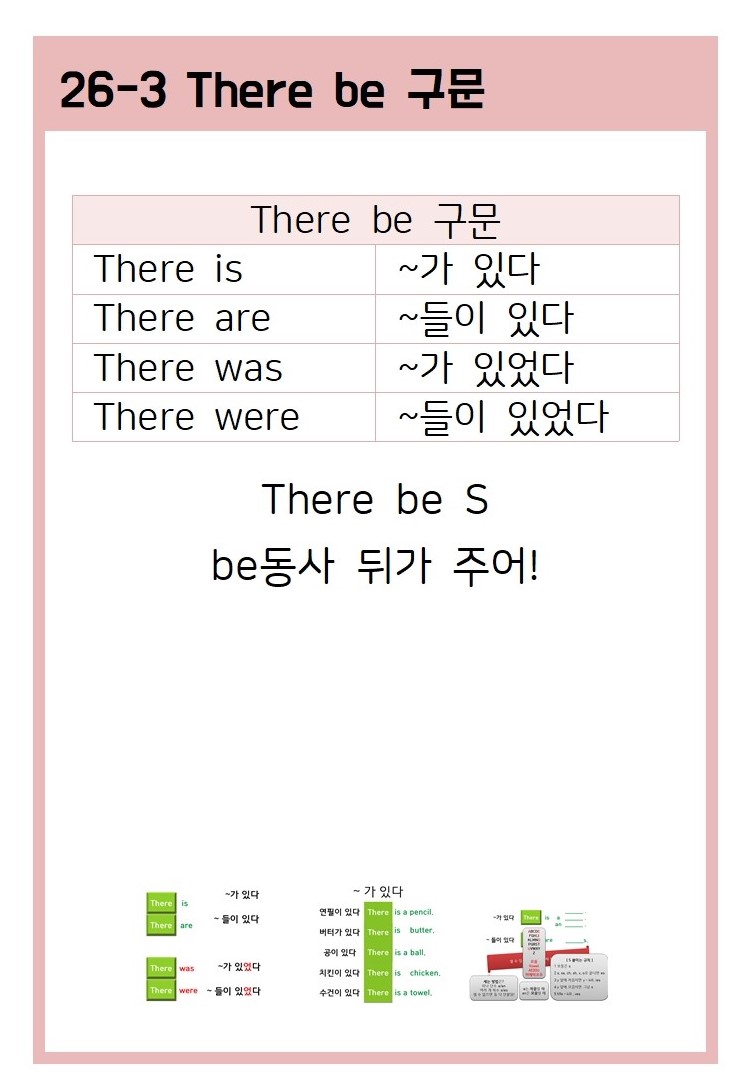 26-3 There be 구문
There be 구문
There is ~가 있다
There are ~들이 있다
There was ~가 있었다
There were ~들이 있었다
There be S
be동사 뒤가 주어!
There is ~가 있다
There are ~ 들이 있다
There was ~가 있었다
There were ~ 들이 있었다
~ 가 있다
연필이 있다 There is a pencil.
버터가 있다 There is butter.
공이 있다 There is a ball.
치킨이 있다 There is chicken.
수건이 있다 There is a towel.
~가 있다 There is a
an
~ 들이 있다